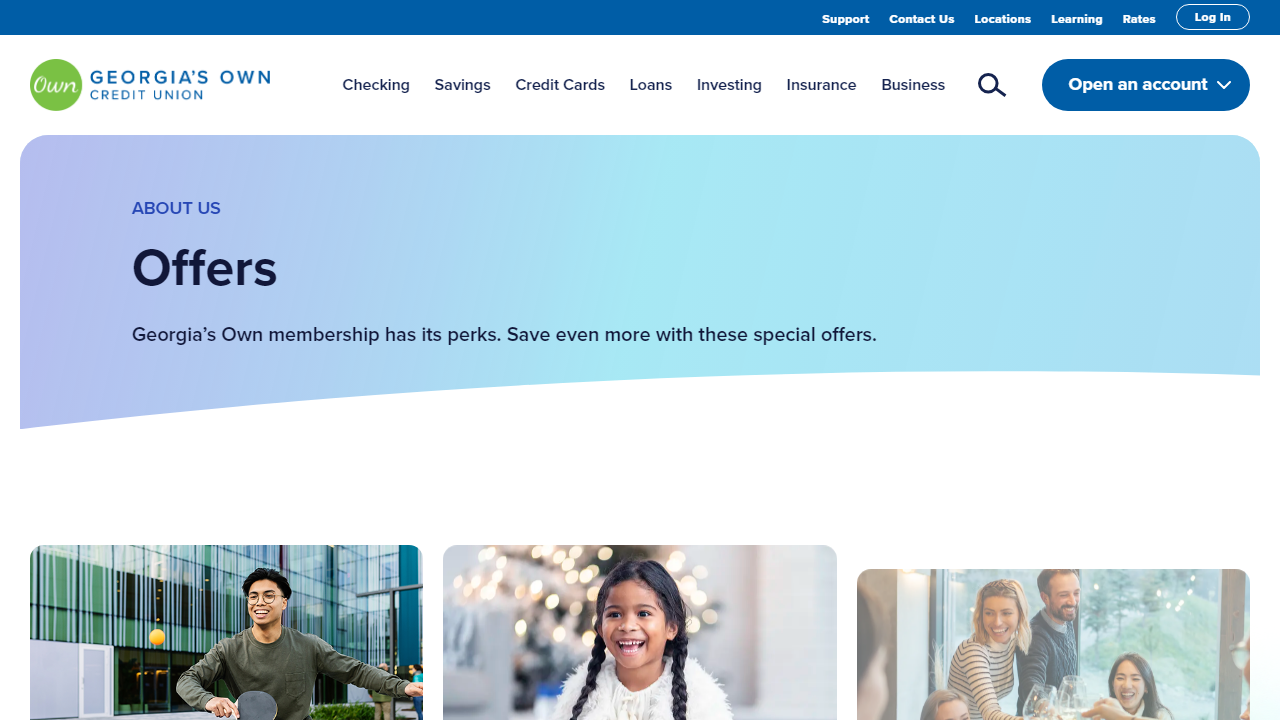 Support Contact Us Locations Learning Rates Log In
Own GEORGIA'S OWN
CREDIT UNION
Checking Savings Credit Cards Loans Investing Insurance Business Open an account
ABOUT US
Offers
Georgia’s Own membership has its perks. Save even more with these special offers.